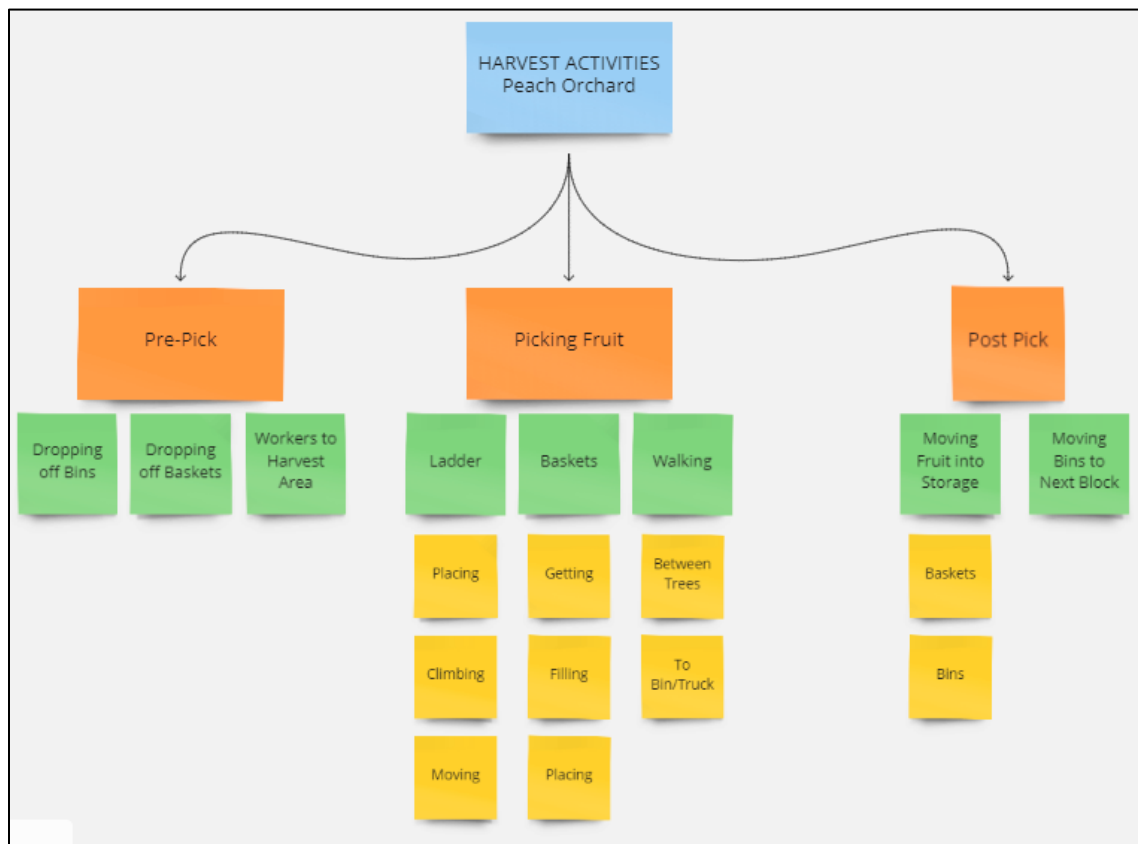 HARVEST ACTIVITIES
Peach Orchard
Pre-Pick
Picking Fruit
Post Pick
Dropping
off Bins
Dropping
off Baskets
Workers to
Harvest
Area
Ladder
Baskets
Walking
Moving
Fruit into
Storage
Moving
Bins to
Next Block
Placing
Getting
Between
Trees
Baskets
Climbing
Filling
To
Bin/Truck
Bins
Moving
Placing